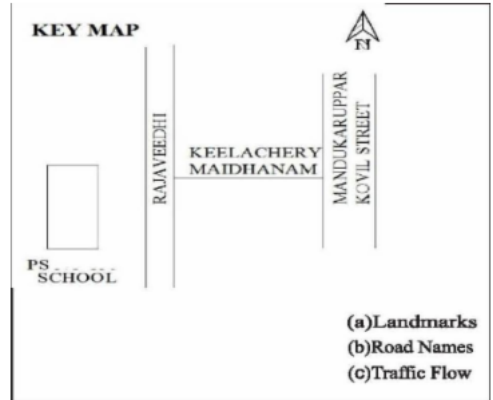 KEY MAP
N
RAJAVEEDHI
KEELACHERY
MAIDHANAM
MANDUKARUPPAR
KOVIL STREET
PS
SCHOOL
(a)Landmarks
(b)Road Names
(c)Traffic Flow